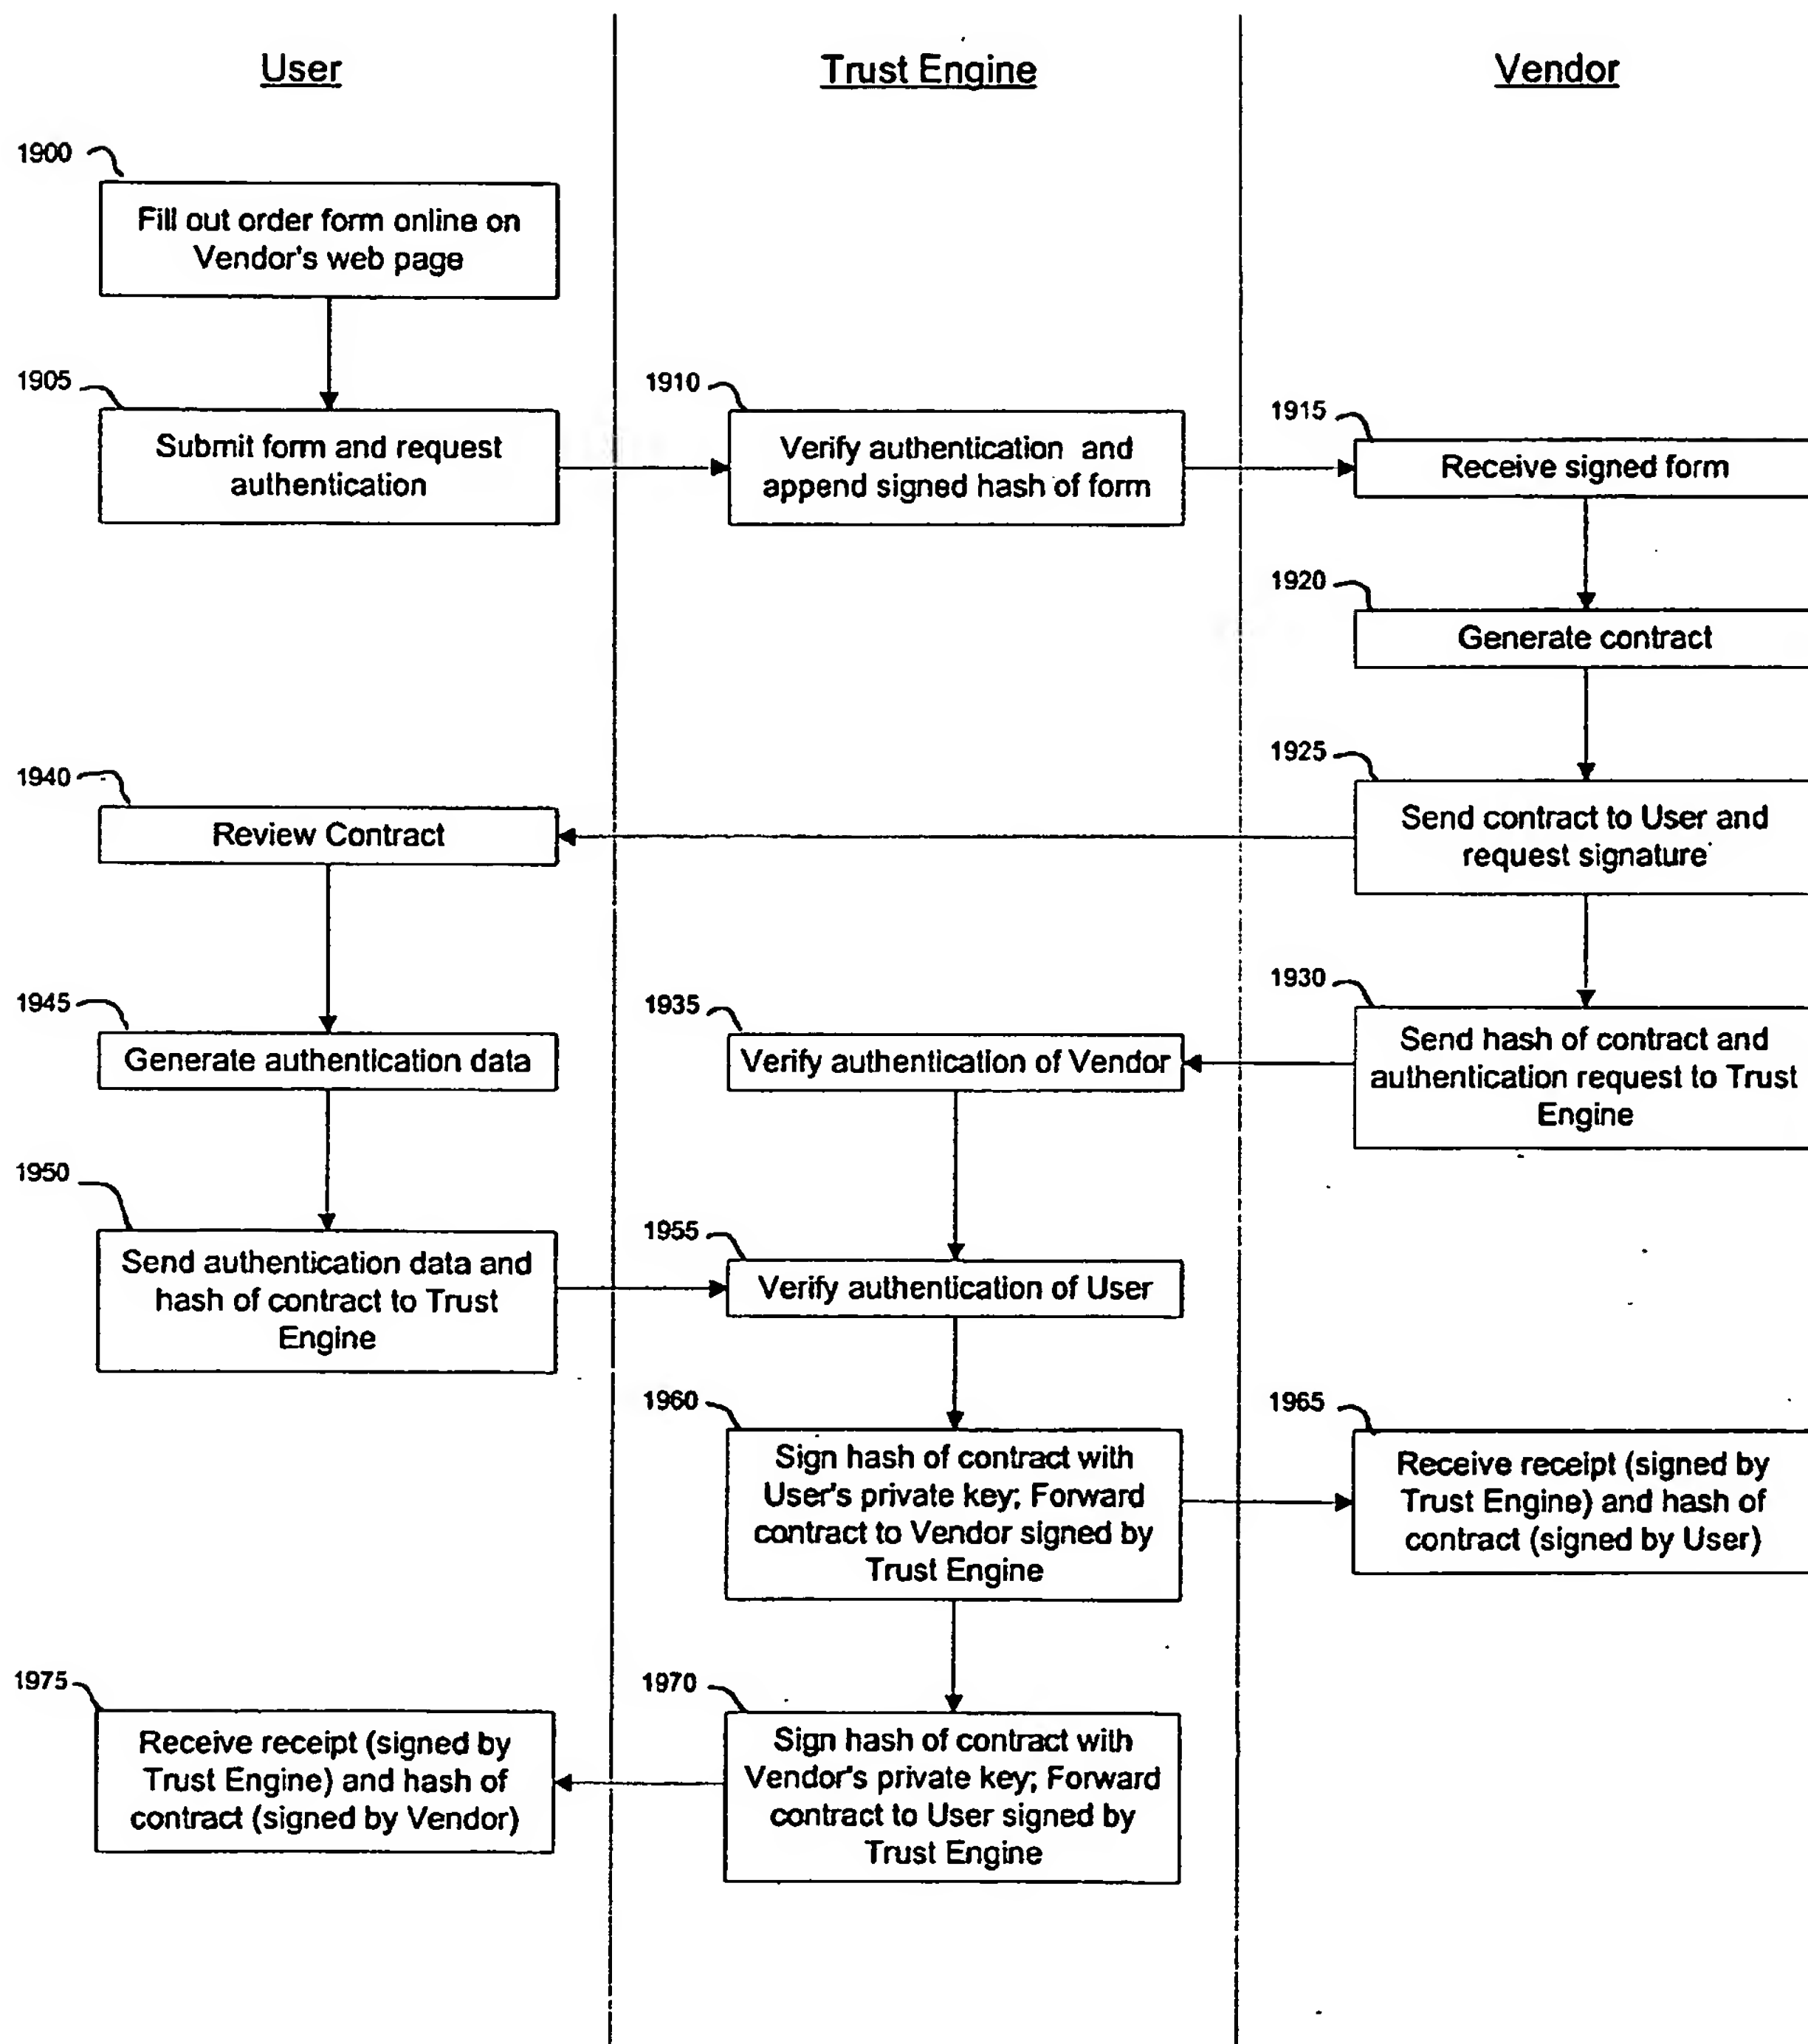 User
Trust Engine
Vendor
1900
Fill out order form online on
Vendor's web page
1905
Submit form and request
authentication
1910
Verify authentication and
append signed hash of form
1915
Receive signed form
1920
Generate contract
1925
Send contract to User and
request signature
1940
Review Contract
1930
Send hash of contract and
authentication request to Trust
Engine
1935
Verify authentication of Vendor
1945
Generate authentication data
1950
Send authentication data and
hash of contract to Trust
Engine
1955
Verify authentication of User
1960
Sign hash of contract with
User's private key; Forward
contract to Vendor signed by
Trust Engine
1965
Receive receipt (signed by
Trust Engine) and hash of
contract (signed by User)
1970
Sign hash of contract with
Vendor's private key; Forward
contract to User signed by
Trust Engine
1975
Receive receipt (signed by
Trust Engine) and hash of
contract (signed by Vendor)